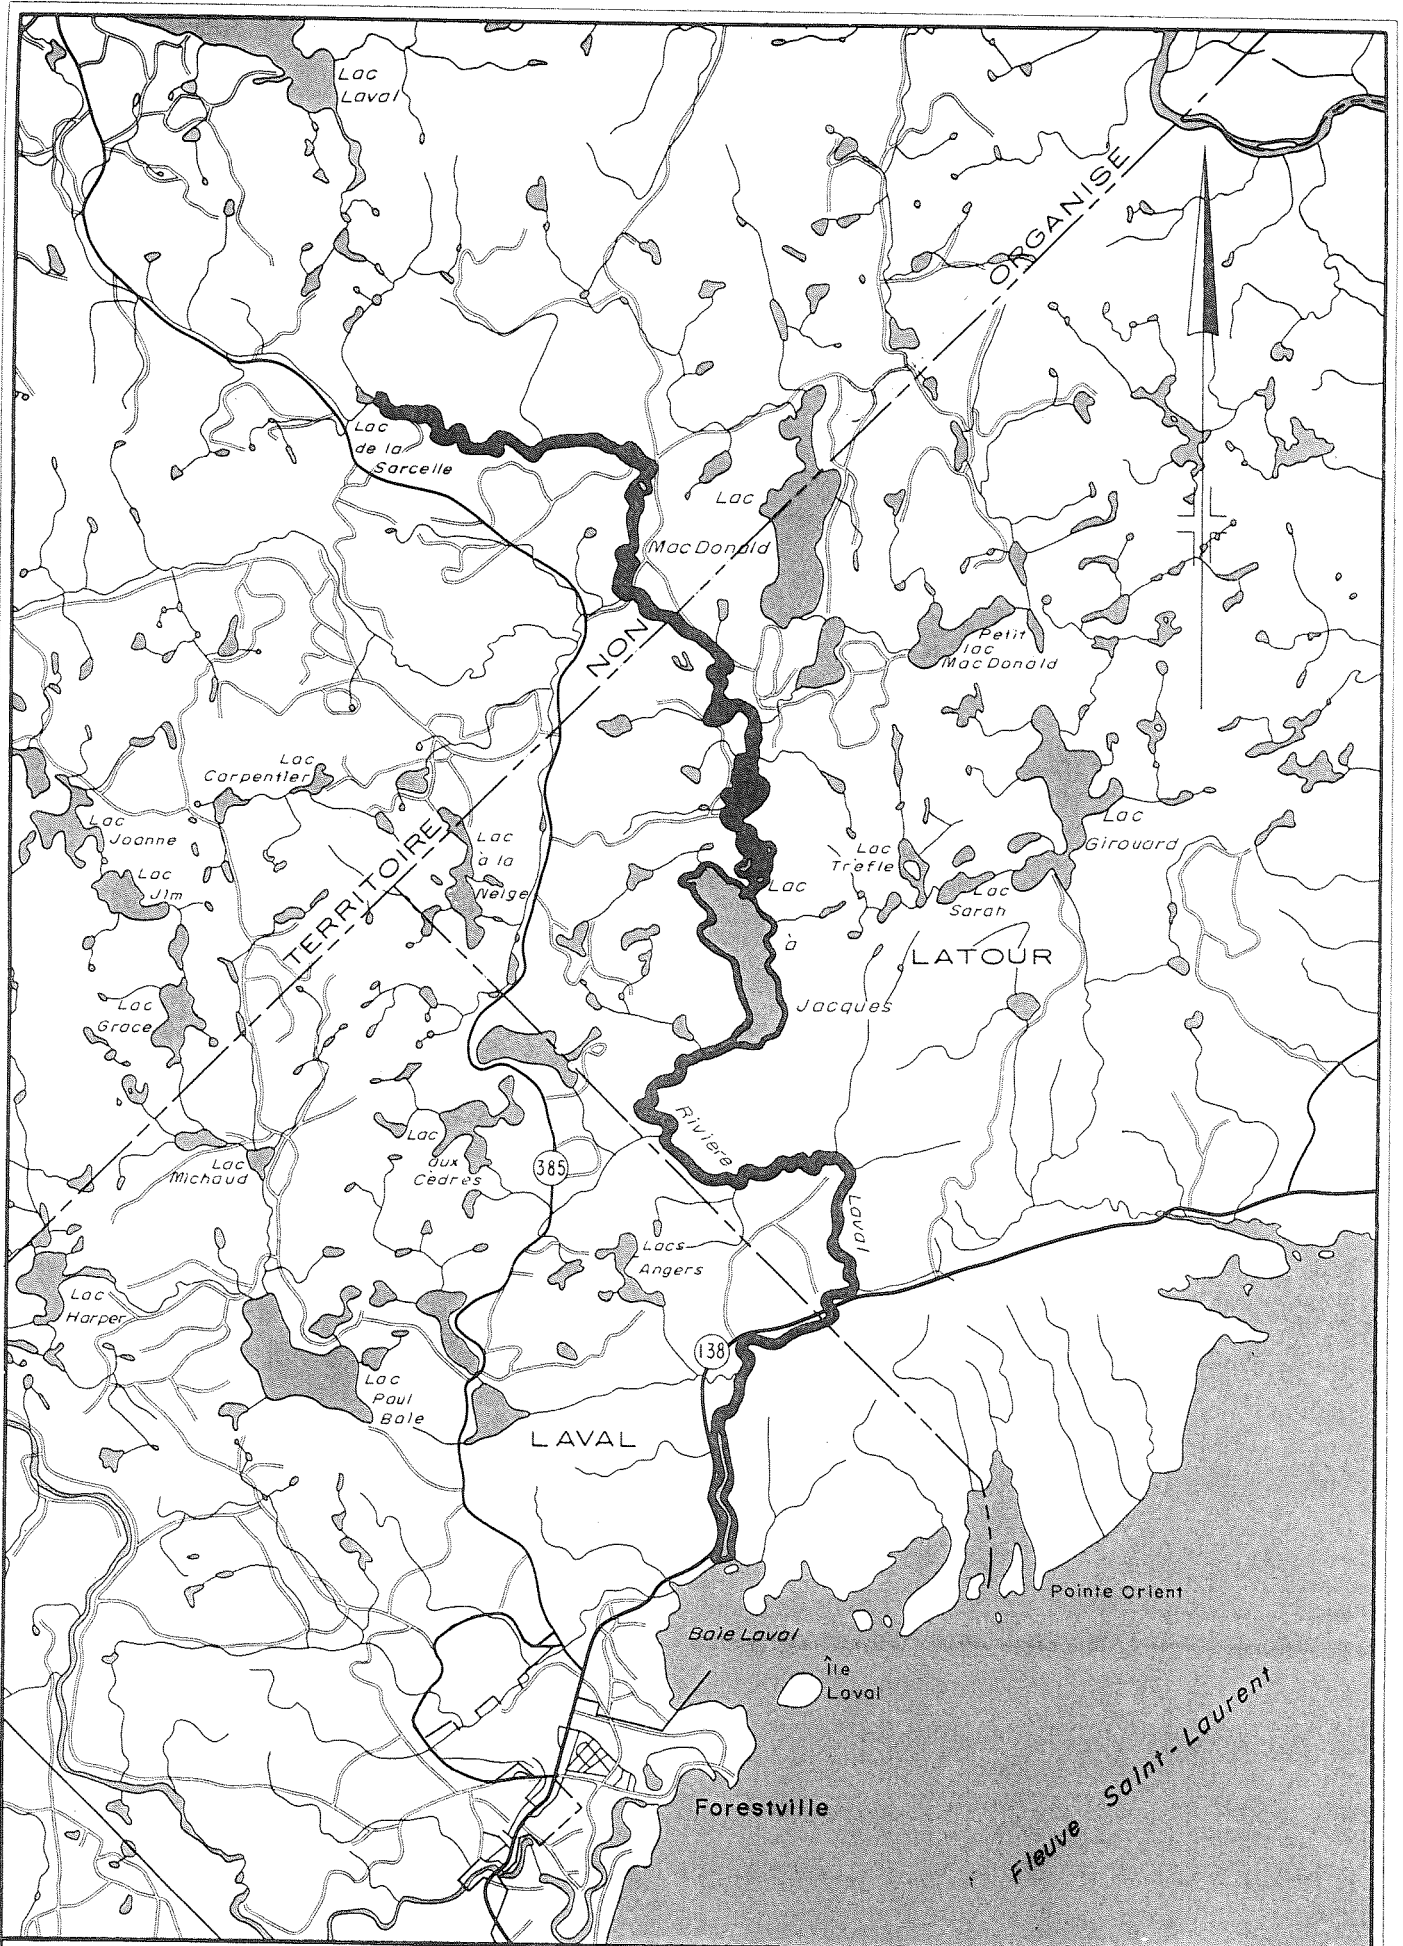 Lac
Laval
ORGANISE
Lac
de la
Sarcelle
Lac
MacDonald
NON
Petit
lac
MacDonald
Lac
Carpentier
Lac
Joanne
Lac
à la
Neige
Lac
Girouard
Lac
Trèfle
Lac
Jim
Lac
Sarah
TERRITOIRE
Lac
à
Jacques
LATOUR
Lac
Grace
Rivière
Laval
Lac
aux
Cèdres
Lac
Michaud
385
Lacs
Angers
Lac
Harper
138
Lac
Paul
Baie
LAVAL
Pointe Orient
Baie Laval
Île
Laval
Forestville
Fleuve Saint-Laurent